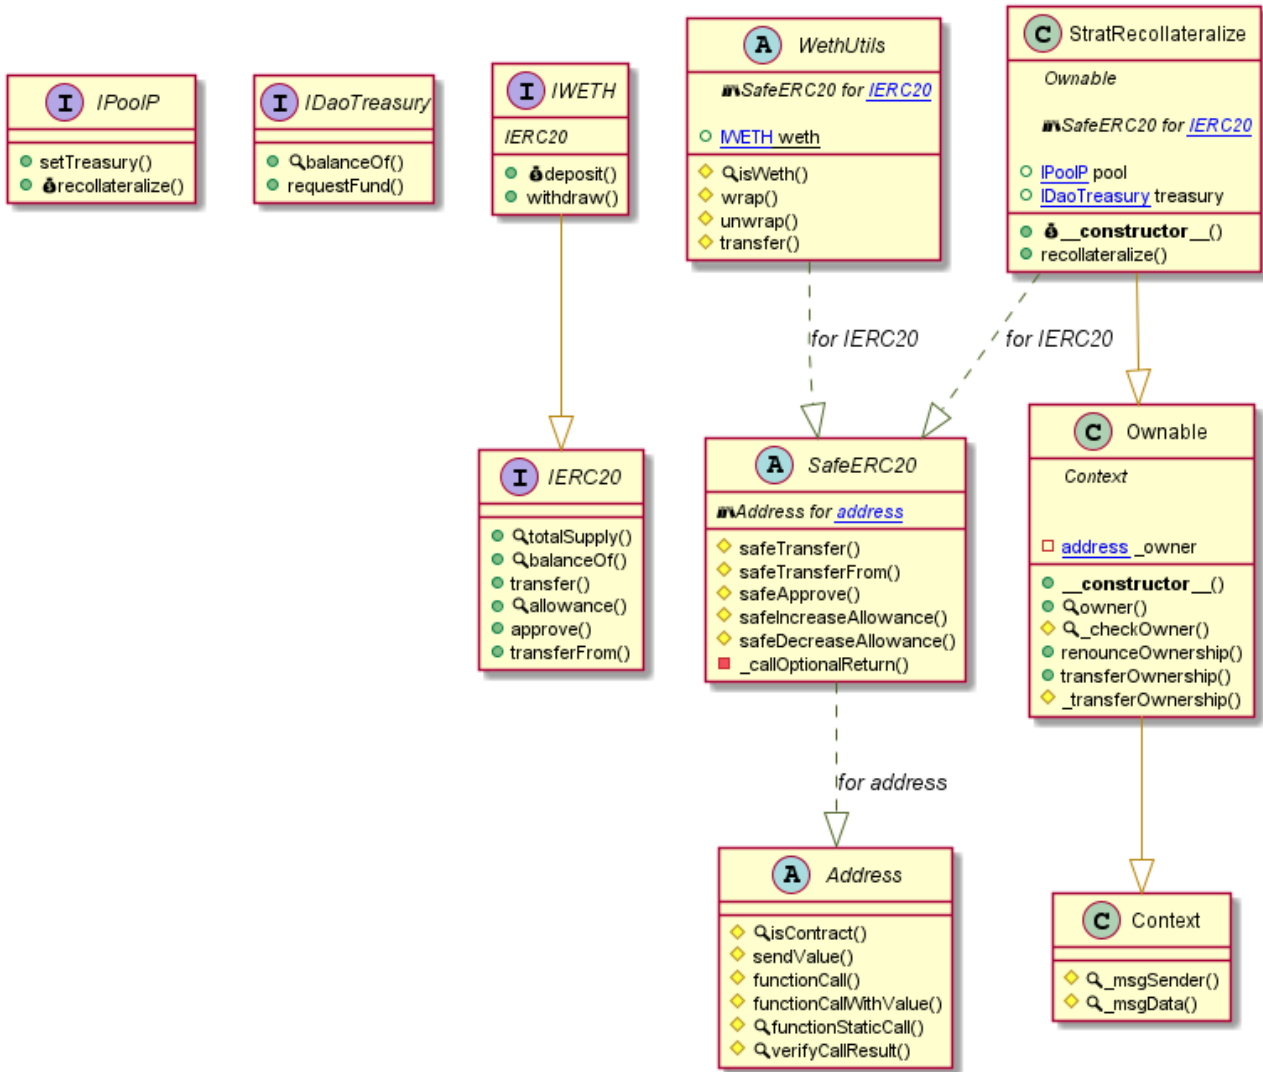 I IPoolP
setTreasury()
recollateralize()
I IDaoTreasury
balanceOf()
requestFund()
I IWETH
IERC20
deposit()
withdraw()
A WethUtils
SafeERC20 for IERC20
IWETH weth
isWeth()
wrap()
unwrap()
transfer()
C StratRecollateralize
Ownable
SafeERC20 for IERC20
IPoolP pool
IDaoTreasury treasury
__constructor__()
recollateralize()
for IERC20
for IERC20
I IERC20
totalSupply()
balanceOf()
transfer()
allowance()
approve()
transferFrom()
A SafeERC20
Address for address
safeTransfer()
safeTransferFrom()
safeApprove()
safeIncreaseAllowance()
safeDecreaseAllowance()
_callOptionalReturn()
C Ownable
Context
address _owner
__constructor__()
owner()
_checkOwner()
renounceOwnership()
transferOwnership()
_transferOwnership()
for address
A Address
isContract()
sendValue()
functionCall()
functionCallWithValue()
functionStaticCall()
verifyCallResult()
C Context
_msgSender()
_msgData()